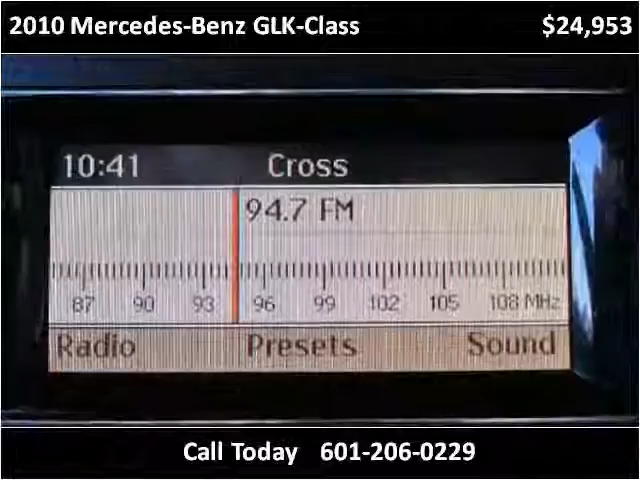 2010 Mercedes-Benz GLK-Class $24,953
10:41 Cross
94.7 FM
87 90 93 96 99 102 105 108 MHz
Radio Presets Sound
Call Today 601-206-0229